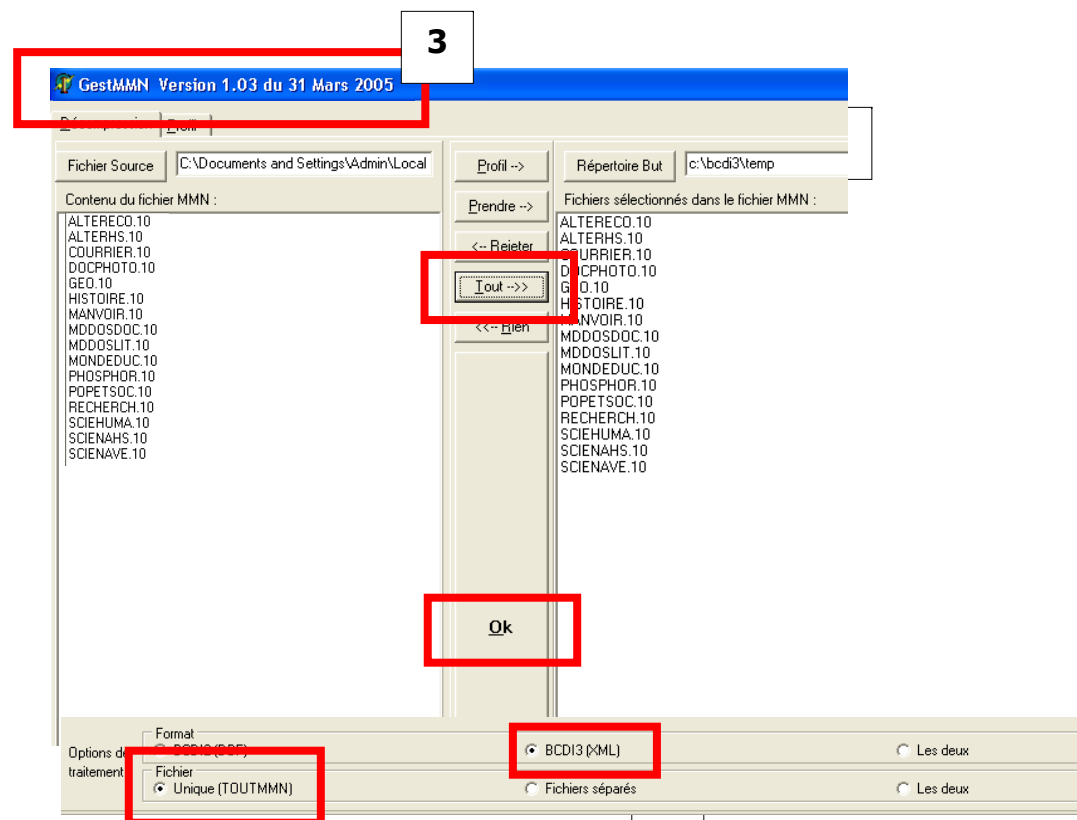 3
GestMMN Version 1.03 du 31 Mars 2005
Profil
Fichier Source C:\Documents and Settings\Admin\Local
Contenu du fichier MMN :
ALTERECO.10
ALTERHS.10
COURRIER.10
DOCPHOTO.10
GEO.10
HISTOIRE.10
MANVOIR.10
MDDOSDOC.10
MDDOSLIT.10
MONDEDUC.10
PHOSPHOR.10
POPETSOC.10
RECHERCH.10
SCIEHUMA.10
SCIENAHS.10
SCIENAVE.10
Profil -->
Prendre -->
<-- Rejeter
Tout -->>
<<-- Rien
Ok
Répertoire But c:\bcdi3\temp
Fichiers sélectionnés dans le fichier MMN :
ALTERECO.10
ALTERHS.10
COURRIER.10
DOCPHOTO.10
GEO.10
HISTOIRE.10
MANVOIR.10
MDDOSDOC.10
MDDOSLIT.10
MONDEDUC.10
PHOSPHOR.10
POPETSOC.10
RECHERCH.10
SCIEHUMA.10
SCIENAHS.10
SCIENAVE.10
Options de
traitement
Format
BCDI3 (XML)
Les deux
Fichier
Unique (TOUTMMN)
Fichiers séparés
Les deux